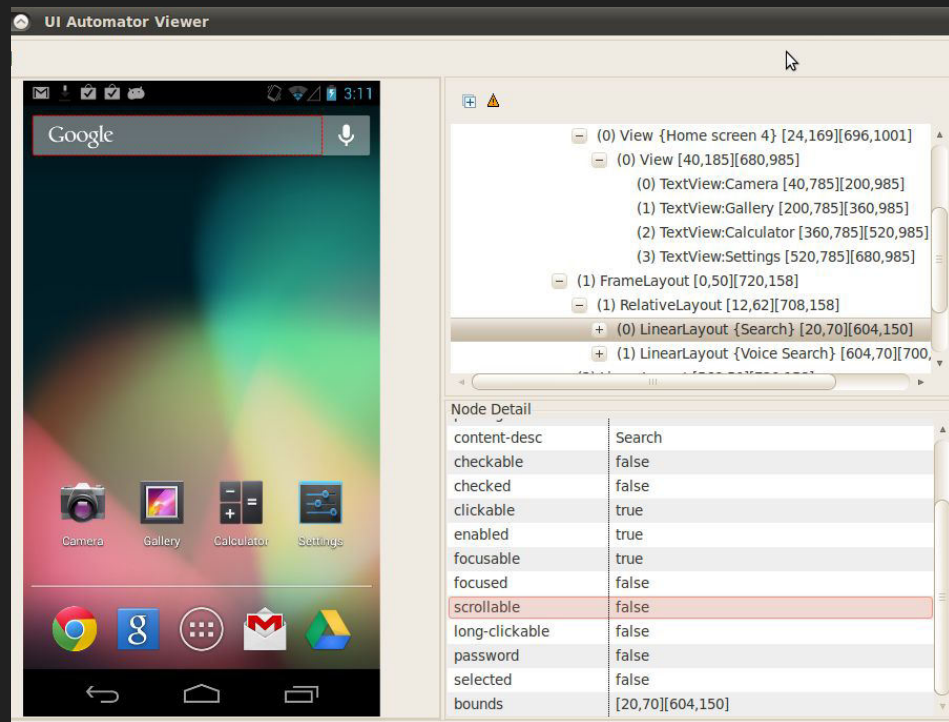 UI Automator Viewer
3:11
Google
Camera
Gallery
Calculator
Settings
8
(0) View {Home screen 4} [24,169][696,1001]
(0) View [40,185][680,985]
(0) TextView:Camera [40,785][200,985]
(1) TextView:Gallery [200,785][360,985]
(2) TextView:Calculator [360,785][520,985]
(3) TextView:Settings [520,785][680,985]
(1) FrameLayout [0,50][720,158]
(1) RelativeLayout [12,62][708,158]
(0) LinearLayout {Search} [20,70][604,150]
(1) LinearLayout {Voice Search} [604,70][700,
Node Detail
content-desc Search
checkable false
checked false
clickable true
enabled true
focusable true
focused false
scrollable false
long-clickable false
password false
selected false
bounds [20,70][604,150]